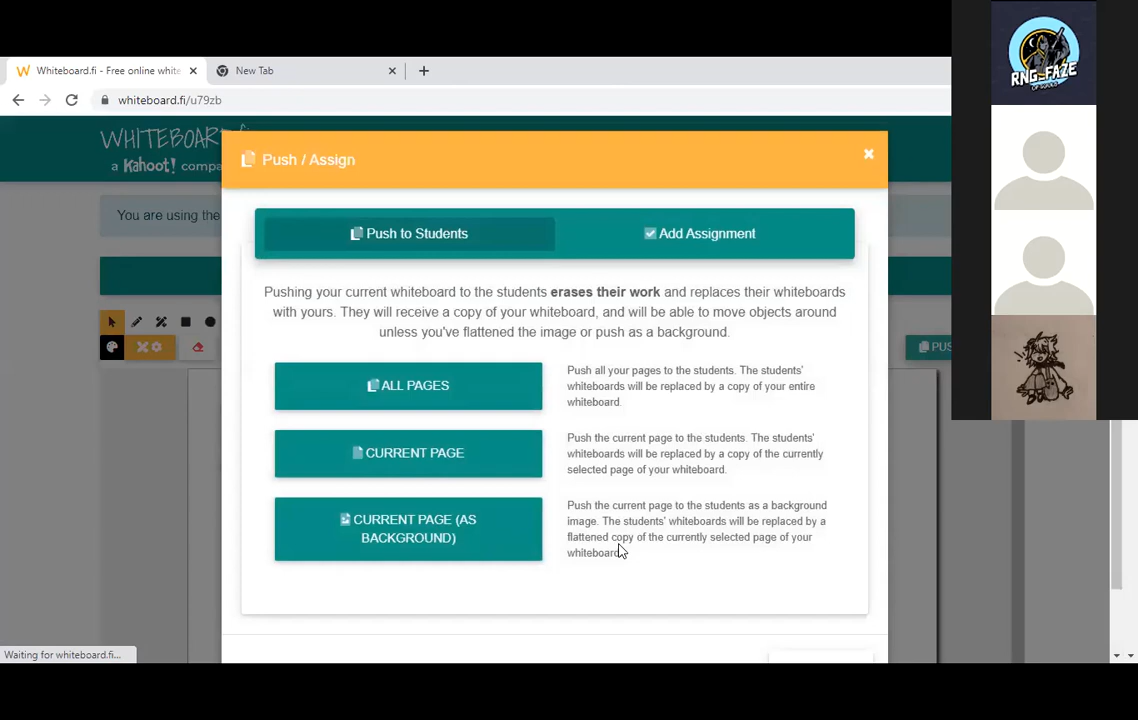 Whiteboard.fi - Free online white
New Tab
whiteboard.fi/u79zb
WHITEBOARD
a Kahoot! compa
Push / Assign
You are using the
Push to Students
Add Assignment
Pushing your current whiteboard to the students erases their work and replaces their whiteboards
with yours. They will receive a copy of your whiteboard, and will be able to move objects around
unless you've flattened the image or push as a background.
PUS
ALL PAGES
Push all your pages to the students. The students'
whiteboards will be replaced by a copy of your entire
whiteboard.
CURRENT PAGE
Push the current page to the students. The students'
whiteboards will be replaced by a copy of the currently
selected page of your whiteboard.
CURRENT PAGE (AS
BACKGROUND)
Push the current page to the students as a background
image. The students' whiteboards will be replaced by a
flattened copy of the currently selected page of your
whiteboard.
Waiting for whiteboard.fi...
RNG_FAZE